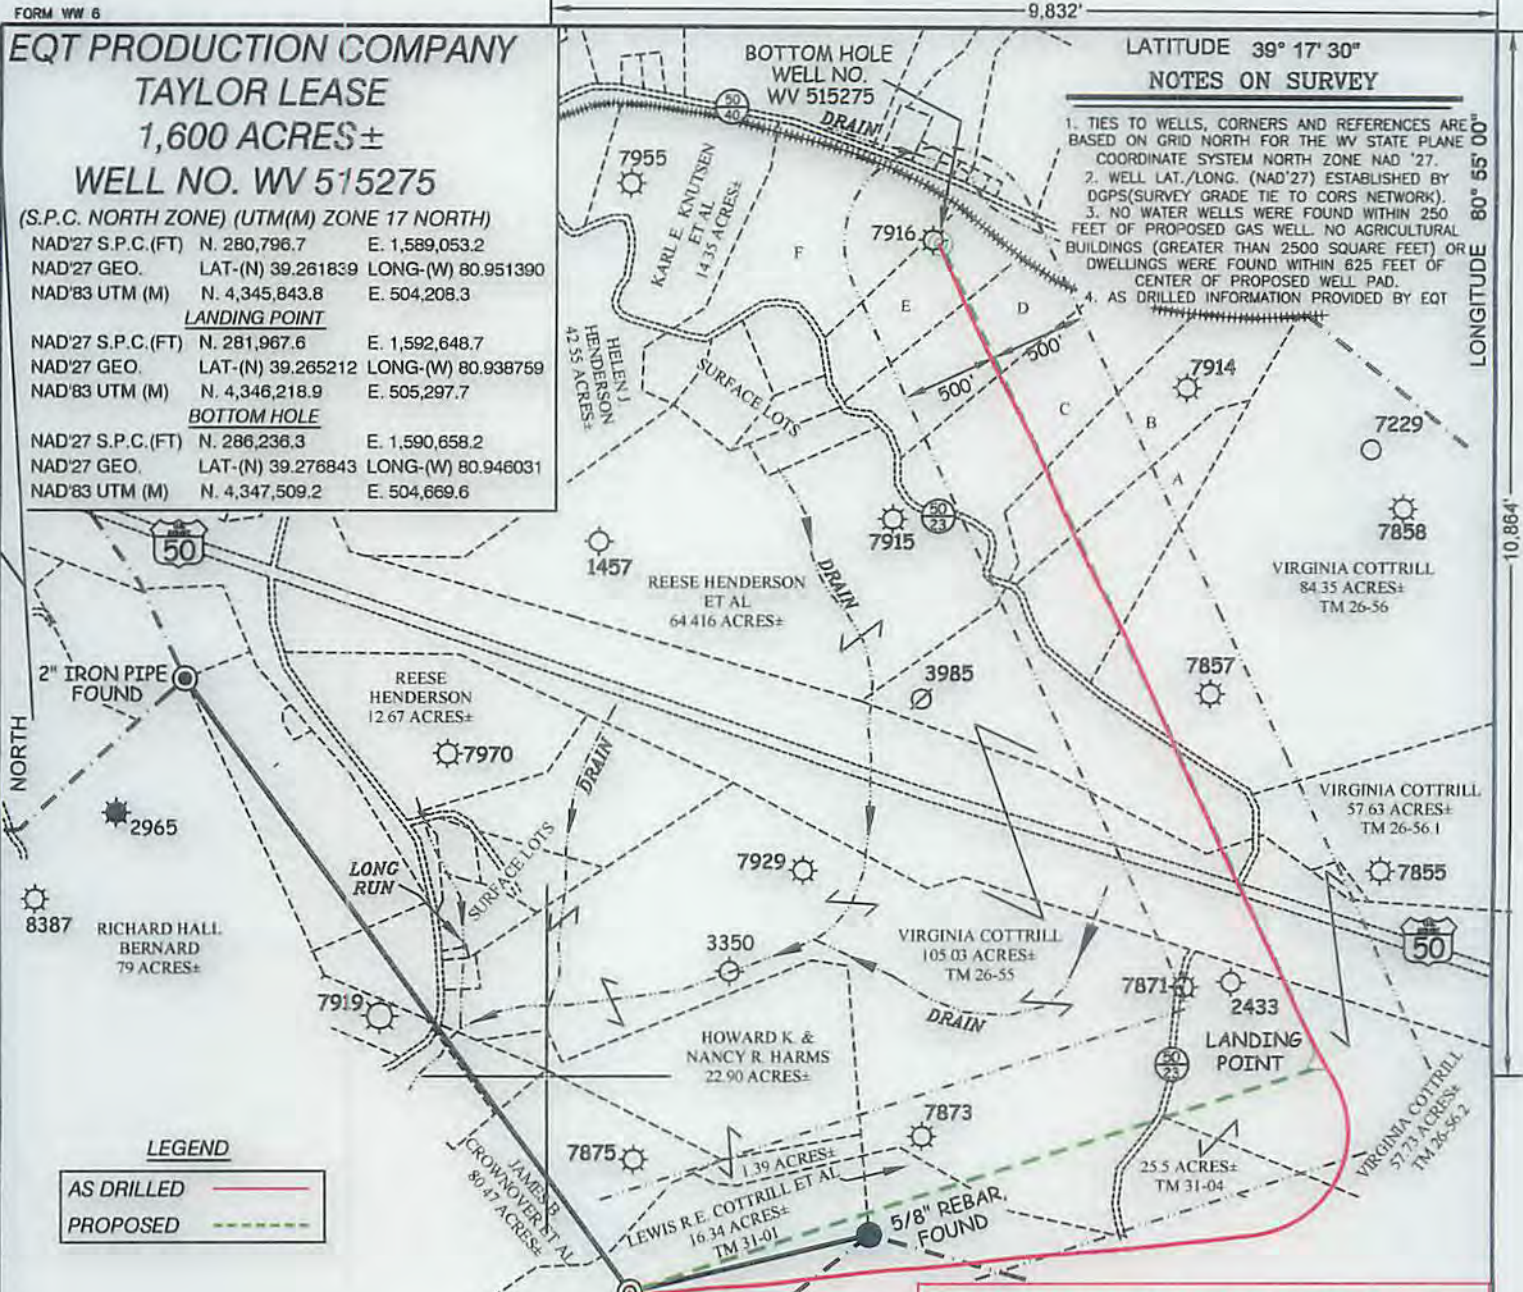 FORM WW 6
9,832'
EQT PRODUCTION COMPANY
TAYLOR LEASE
1,600 ACRES±
WELL NO. WV 515275
(S.P.C. NORTH ZONE) (UTM(M) ZONE 17 NORTH)
NAD'27 S.P.C.(FT) N. 280,796.7 E. 1,589,053.2
NAD'27 GEO. LAT-(N) 39.261839 LONG-(W) 80.951390
NAD'83 UTM (M) N. 4,345,843.8 E. 504,208.3
LANDING POINT
NAD'27 S.P.C.(FT) N. 281,967.6 E. 1,592,648.7
NAD'27 GEO. LAT-(N) 39.265212 LONG-(W) 80.938759
NAD'83 UTM (M) N. 4,346,218.9 E. 505,297.7
BOTTOM HOLE
NAD'27 S.P.C.(FT) N. 286,236.3 E. 1,590,658.2
NAD'27 GEO. LAT-(N) 39.276843 LONG-(W) 80.946031
NAD'83 UTM (M) N. 4,347,509.2 E. 504,669.6
BOTTOM HOLE
WELL NO.
WV 515275
LATITUDE 39° 17' 30"
NOTES ON SURVEY
1. TIES TO WELLS, CORNERS AND REFERENCES ARE
BASED ON GRID NORTH FOR THE WV STATE PLANE
COORDINATE SYSTEM NORTH ZONE NAD '27.
2. WELL LAT./LONG. (NAD'27) ESTABLISHED BY
DGPS(SURVEY GRADE TIE TO CORS NETWORK).
3. NO WATER WELLS WERE FOUND WITHIN 250
FEET OF PROPOSED GAS WELL. NO AGRICULTURAL
BUILDINGS (GREATER THAN 2500 SQUARE FEET) OR
DWELLINGS WERE FOUND WITHIN 625 FEET OF
CENTER OF PROPOSED WELL PAD.
4. AS DRILLED INFORMATION PROVIDED BY EQT
LONGITUDE 80° 55' 00"
10,864'
50
40
DRAIN
7955
KARL E. KNUTSEN
ET AL
14.35 ACRES±
7916
F
E
D
500'
500'
C
B
A
HELEN J.
HENDERSON
42.55 ACRES±
SURFACE LOTS
7914
7229
7858
7915
50
23
50
1457
REESE HENDERSON
ET AL
64.416 ACRES±
DRAIN
VIRGINIA COTTRILL
84.35 ACRES±
TM 26-56
2" IRON PIPE
FOUND
REESE
HENDERSON
12.67 ACRES±
3985
7857
NORTH
7970
DRAIN
VIRGINIA COTTRILL
57.63 ACRES±
TM 26-56.1
2965
LONG
RUN
SURFACE LOTS
7929
7855
8387
RICHARD HALL
BERNARD
79 ACRES±
3350
VIRGINIA COTTRILL
105.03 ACRES±
TM 26-55
50
7919
7871
2433
DRAIN
HOWARD K. &
NANCY R. HARMS
22.90 ACRES±
LANDING
POINT
50
23
7873
7875
1.39 ACRES±
VIRGINIA COTTRILL
57.73 ACRES±
TM 26-56.2
25.5 ACRES±
TM 31-04
LEGEND
AS DRILLED
PROPOSED
JAMES B.
CROWNOVER ET AL
80.47 ACRES±
LEWIS R.E. COTTRILL ET AL
16.34 ACRES±
TM 31-01
5/8" REBAR,
FOUND